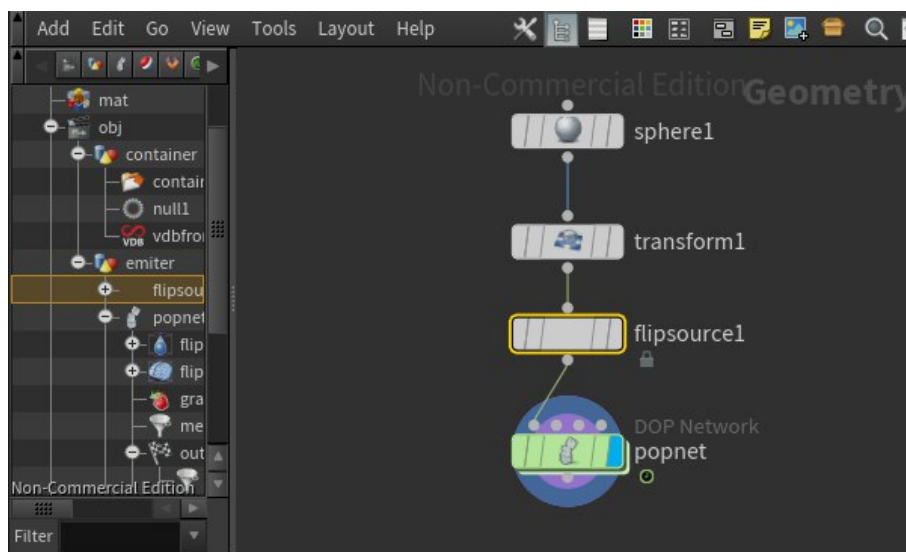 Add Edit Go View Tools Layout Help
Non-Commercial Edition
Geometry
mat
obj
container
contair
null1
vdbfro
emiter
flipsou
popnet
flip
flip
gra
me
out
Non-Commercial Edition
Filter
sphere1
transform1
flipsource1
DOP Network
popnet